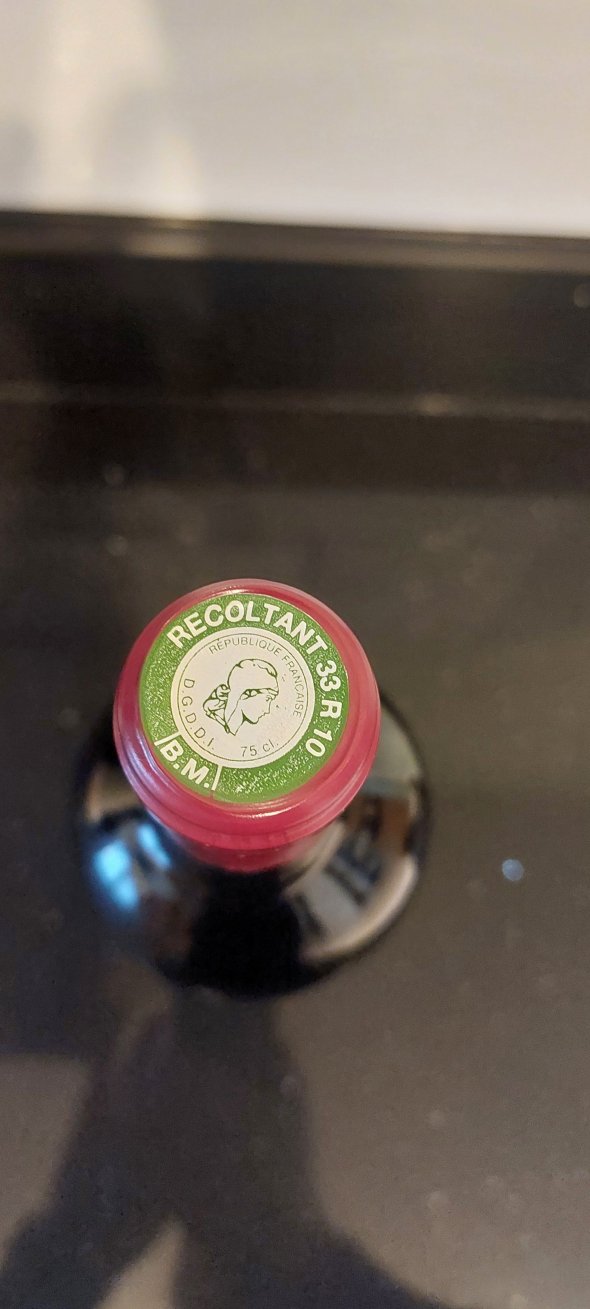 RECOLTANT 33 R 10
RÉPUBLIQUE FRANÇAISE
D.G.D.D.I.
75 cl.
B.M.